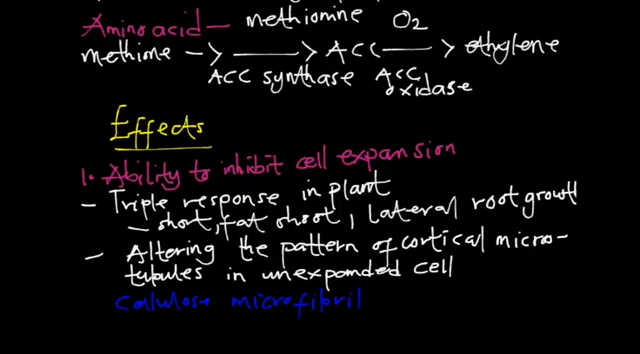 Amino acid — methionine O2
methime —> ——> ACC ——> ethylene
ACC synthase ACC oxidase
Effects
1. Ability to inhibit cell expansion
- Triple response in plant
- short, fat shoot, lateral root growth
- Altering the pattern of cortical micro-
tubules in unexpanded cell
calulose microfibril